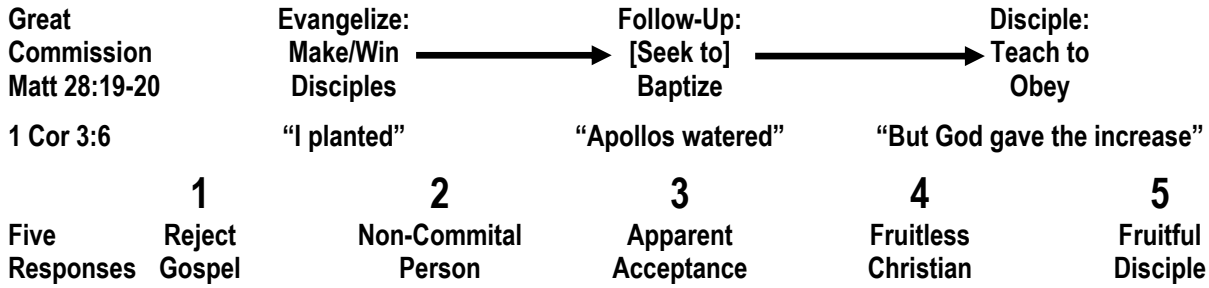 Great Evangelize: Follow-Up: Disciple:
Commission Make/Win [Seek to] Teach to
Matt 28:19-20 Disciples Baptize Obey
1 Cor 3:6 “I planted” “Apollos watered” “But God gave the increase”
1 2 3 4 5
Five Reject Non-Commital Apparent Fruitless Fruitful
Responses Gospel Person Acceptance Christian Disciple